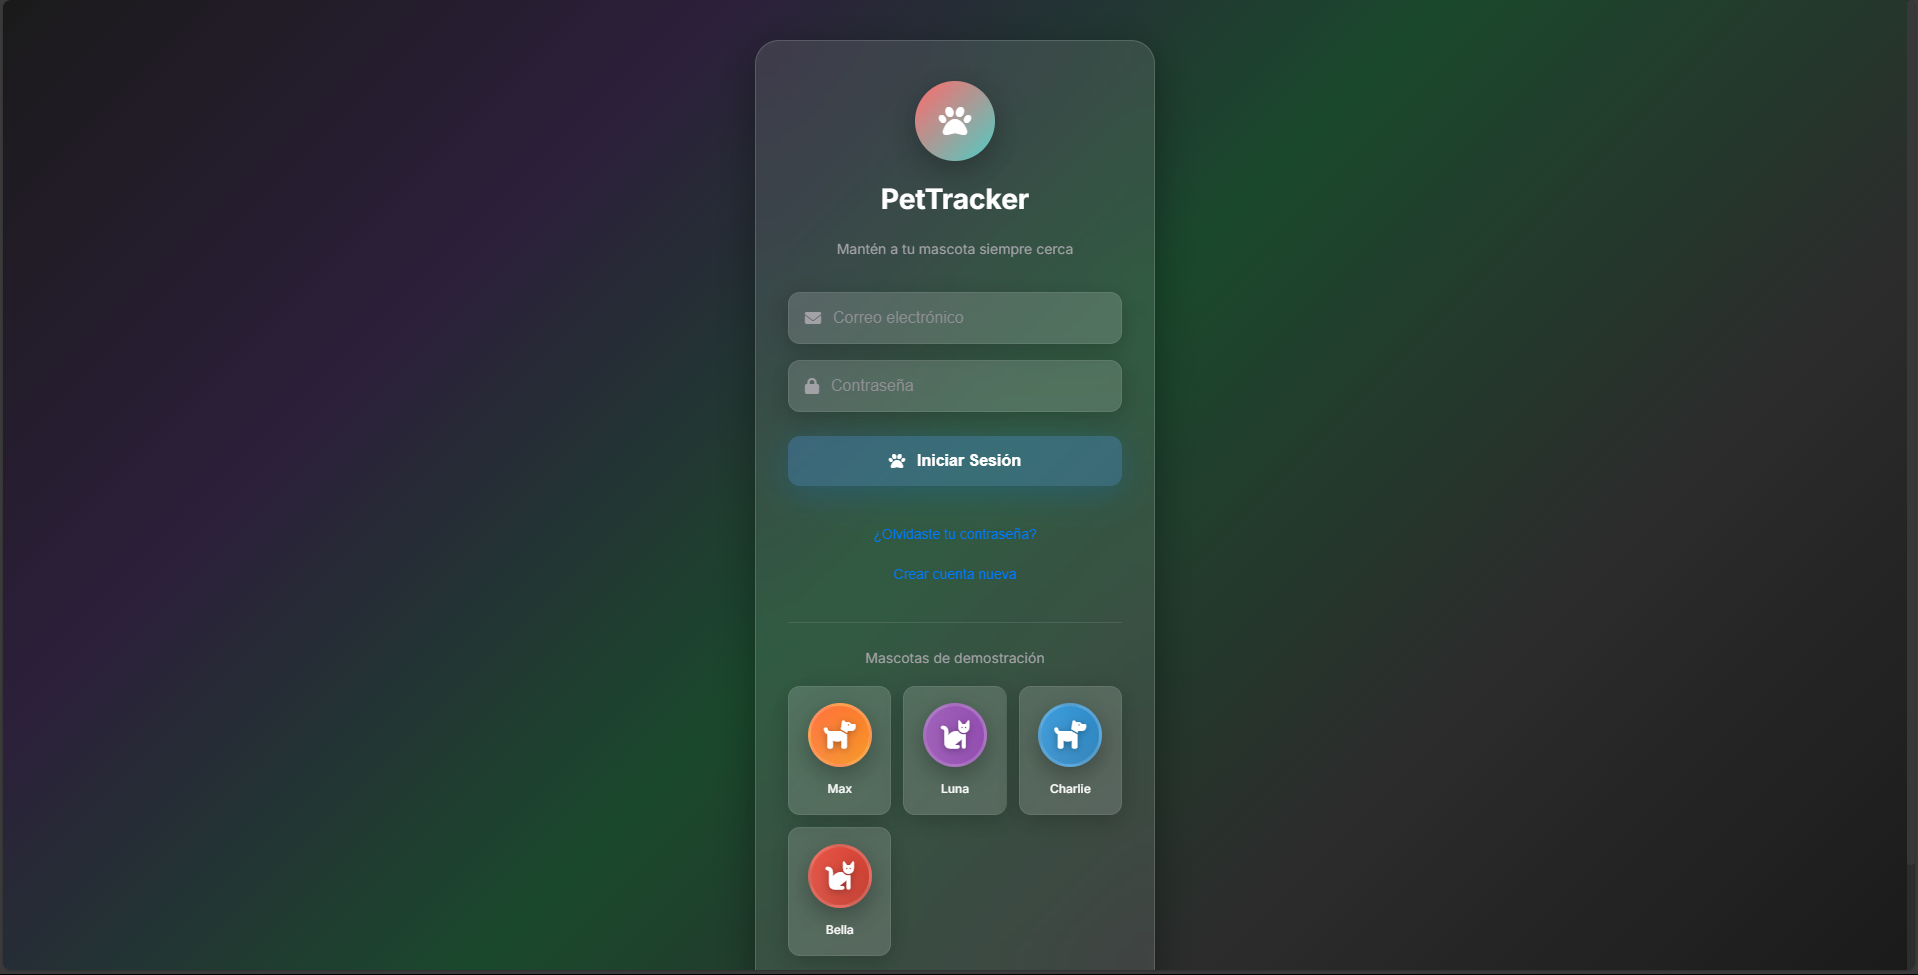 PetTracker
Mantén a tu mascota siempre cerca
Correo electrónico
Contraseña
Iniciar Sesión
¿Olvidaste tu contraseña?
Crear cuenta nueva
Mascotas de demostración
Max
Luna
Charlie
Bella